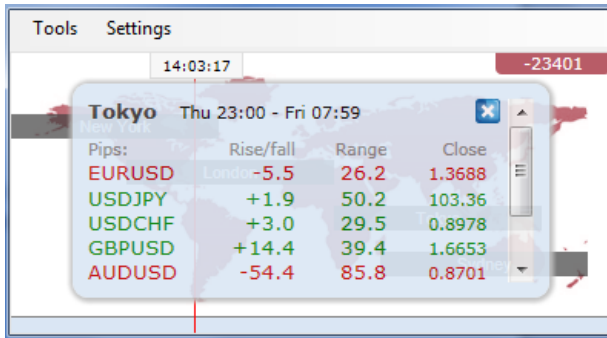 Tools Settings
14:03:17 -23401
Tokyo Thu 23:00 - Fri 07:59
New York
Pips: Rise/fall Range Close
EURUSD -5.5 26.2 1.3688
London
USDJPY +1.9 50.2 103.36
USDCHF +3.0 29.5 0.8978
GBPUSD +14.4 39.4 1.6653
Sydney
AUDUSD -54.4 85.8 0.8701